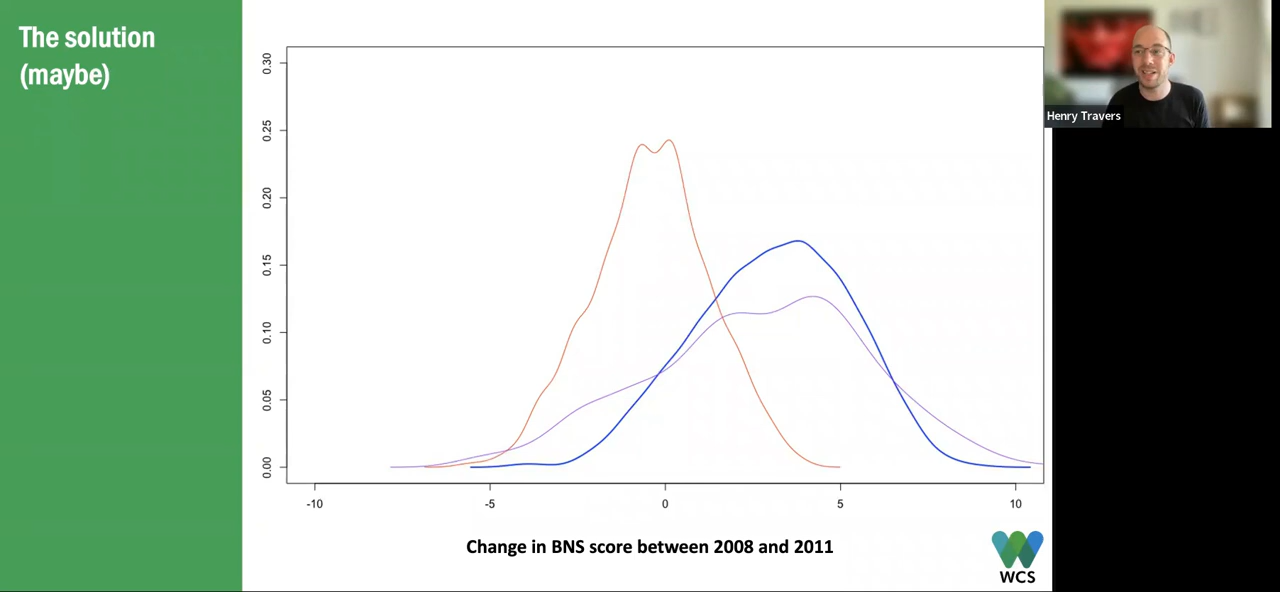 The solution
(maybe)
0.30
0.25
0.20
0.15
0.10
0.05
0.00
-10
-5
0
5
10
Change in BNS score between 2008 and 2011
WCS
Henry Travers